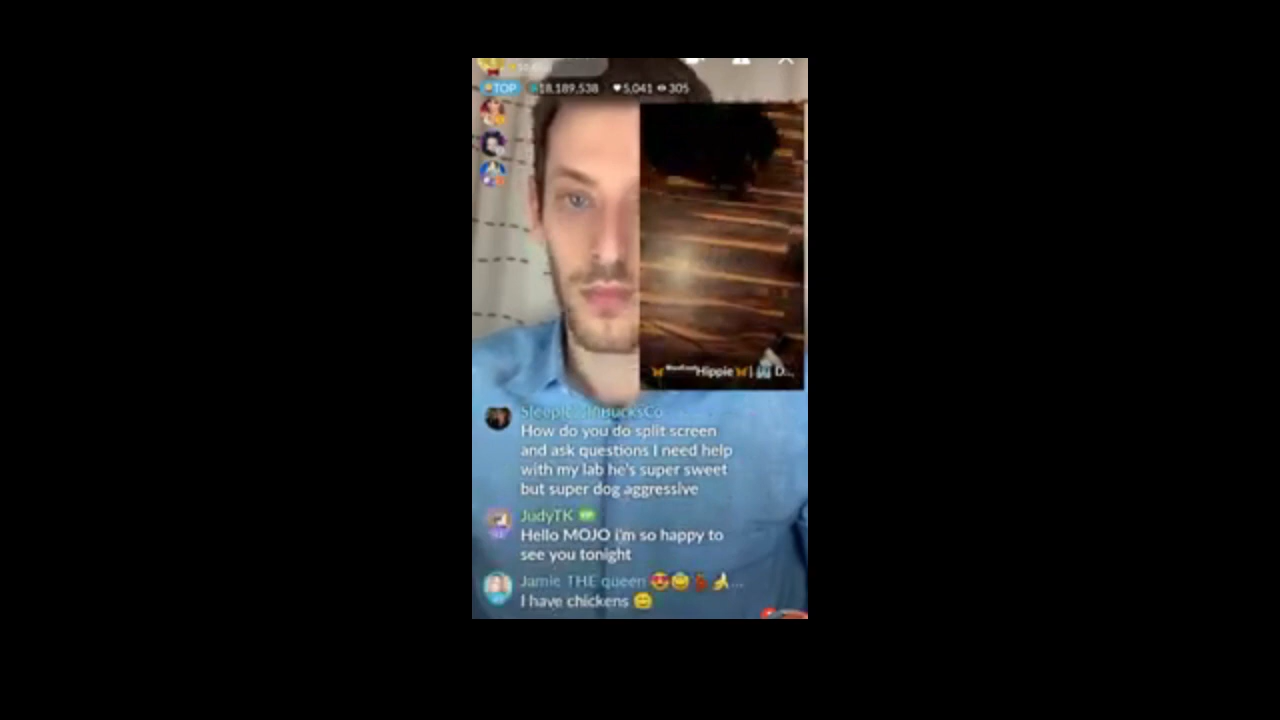 TOP 18,189,538 5,041 305
Hippie | D...
SleeplessInBucksCo
How do you do split screen
and ask questions I need help
with my lab he's super sweet
but super dog aggressive
JudyTK VIP
Hello MOJO i'm so happy to
see you tonight
Jamie THE queen 😍😇💃🍌...
I have chickens 😊